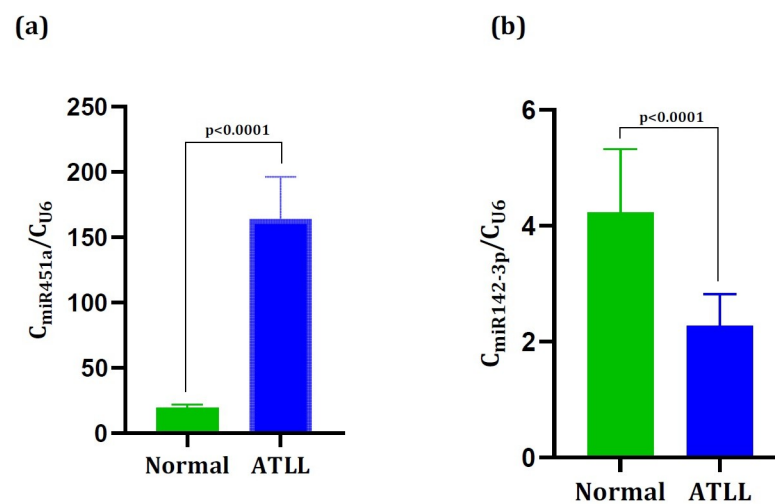 (a)
(b)
250
200
150
100
50
0
CmiR451a/CU6
p<0.0001
Normal
ATLL
6
4
2
0
CmiR142-3p/CU6
p<0.0001
Normal
ATLL